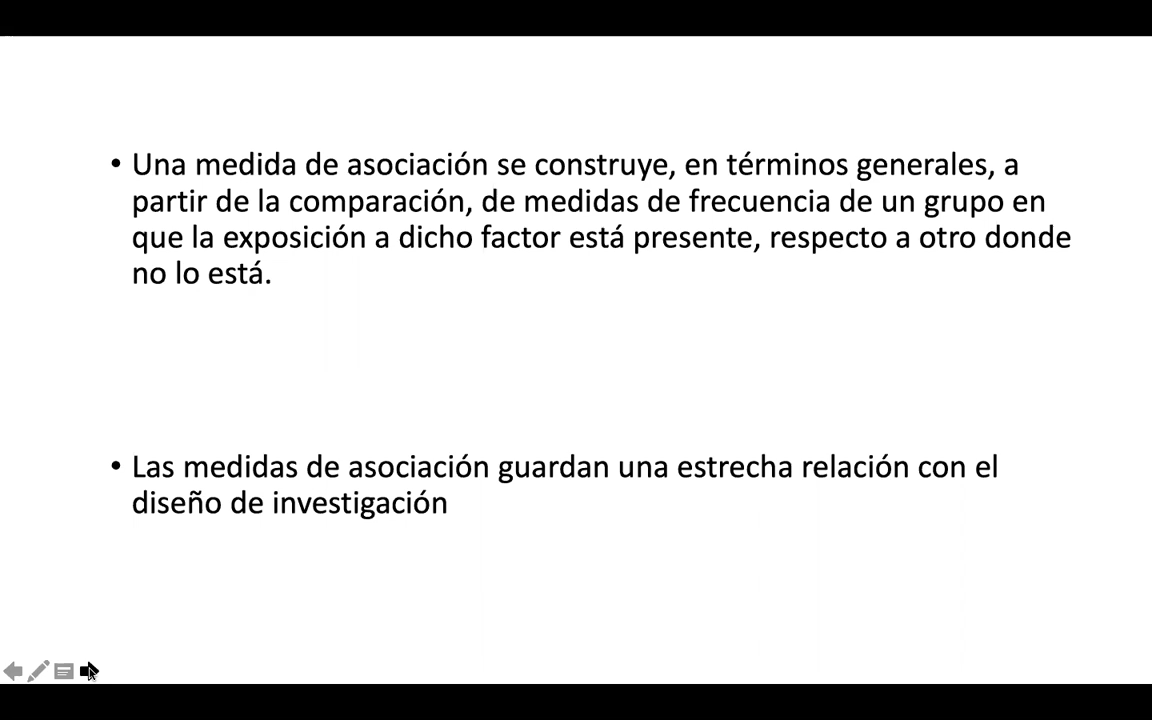 • Una medida de asociación se construye, en términos generales, a
partir de la comparación, de medidas de frecuencia de un grupo en
que la exposición a dicho factor está presente, respecto a otro donde
no lo está.
• Las medidas de asociación guardan una estrecha relación con el
diseño de investigación